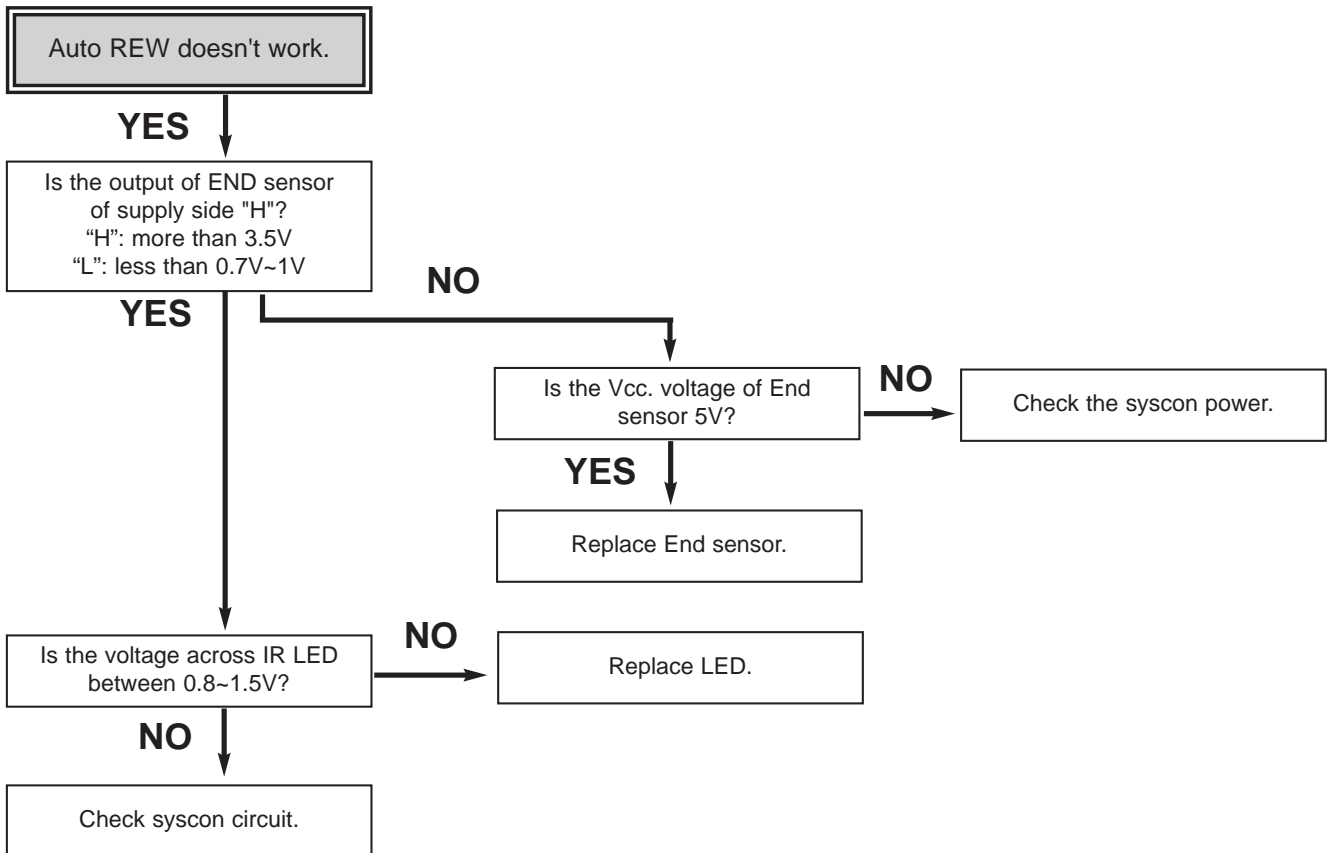 Auto REW doesn't work.
YES
Is the output of END sensor
of supply side "H"?
“H”: more than 3.5V
“L”: less than 0.7V~1V
NO
YES
Is the Vcc. voltage of End
sensor 5V?
NO
Check the syscon power.
YES
Replace End sensor.
Is the voltage across IR LED
between 0.8~1.5V?
NO
Replace LED.
NO
Check syscon circuit.